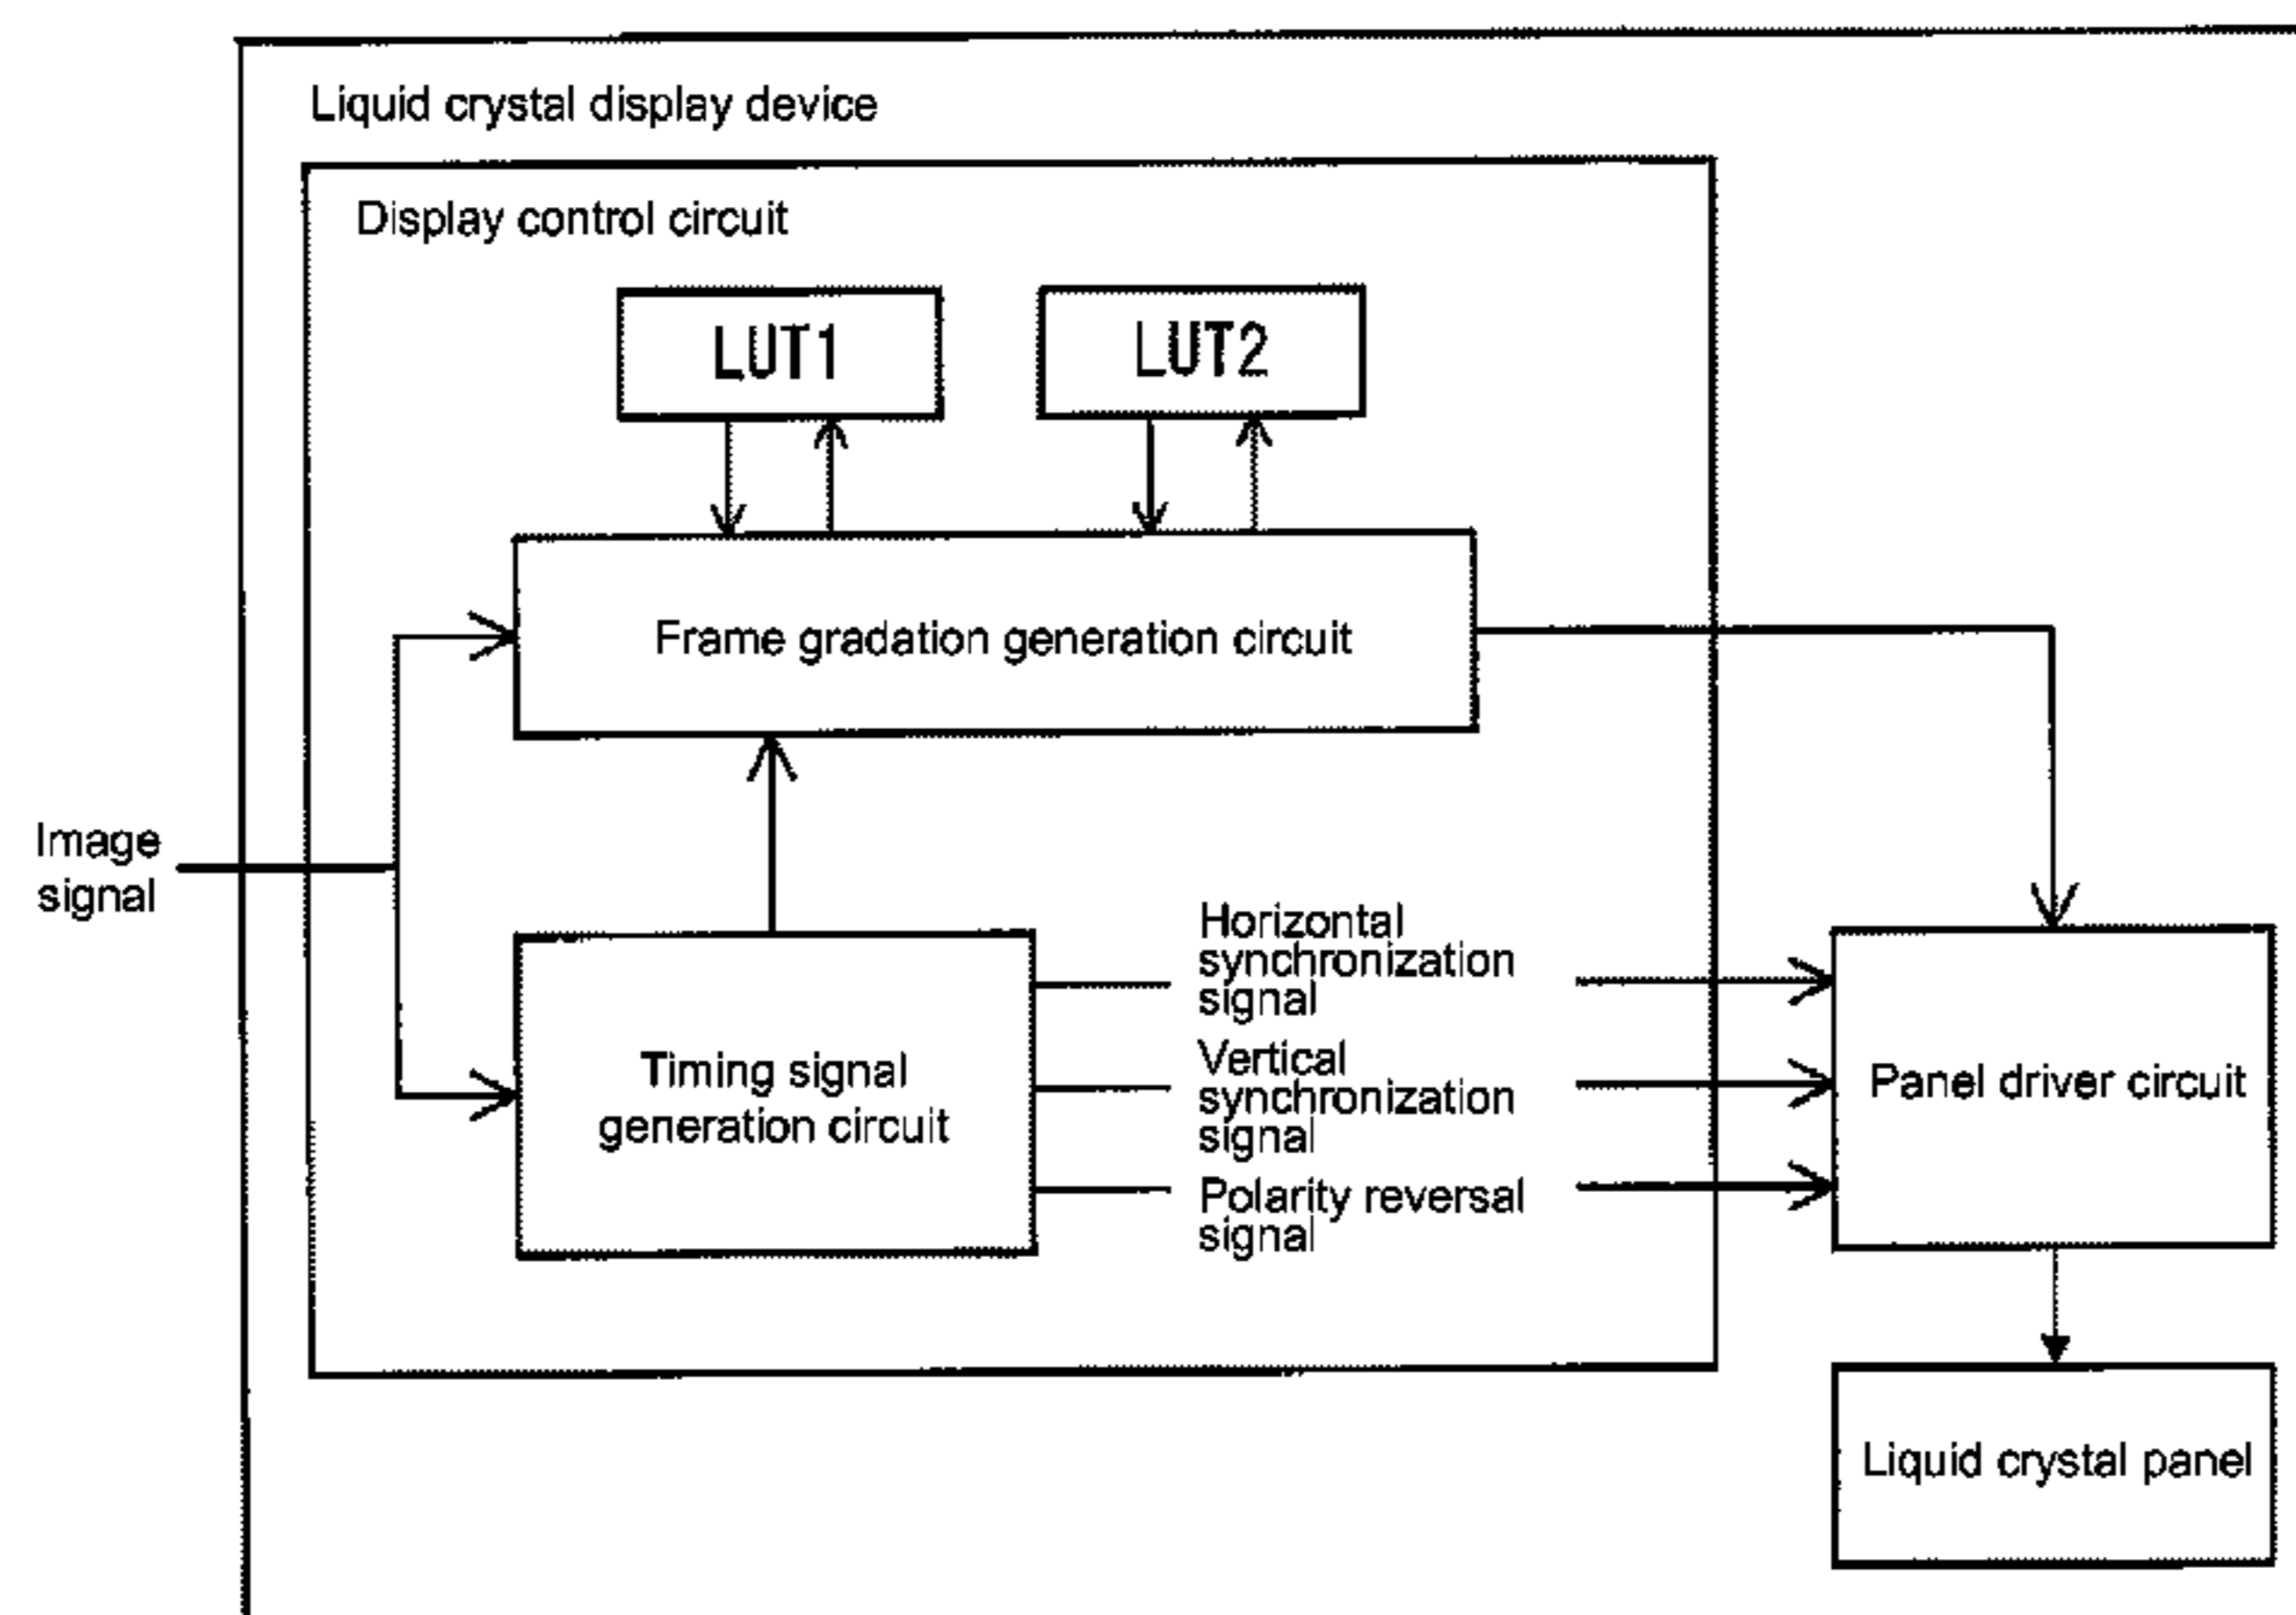 Liquid crystal display device
Display control circuit
LUT1
LUT2
Frame gradation generation circuit
Image
signal
Timing signal
generation circuit
Horizontal
synchronization
signal
Vertical
synchronization
signal
Polarity reversal
signal
Panel driver circuit
Liquid crystal panel